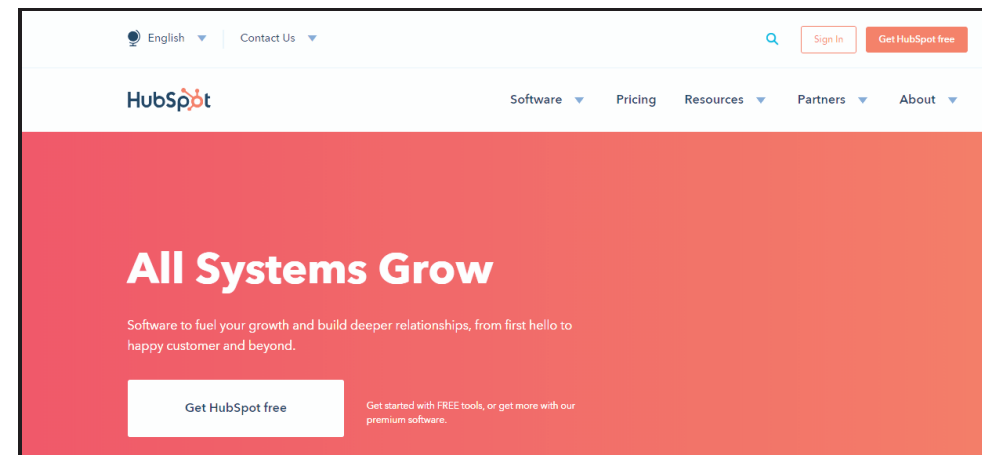 English Contact Us Sign In Get HubSpot free
HubSpot Software Pricing Resources Partners About
All Systems Grow
Software to fuel your growth and build deeper relationships, from first hello to
happy customer and beyond.
Get HubSpot free
Get started with FREE tools, or get more with our
premium software.